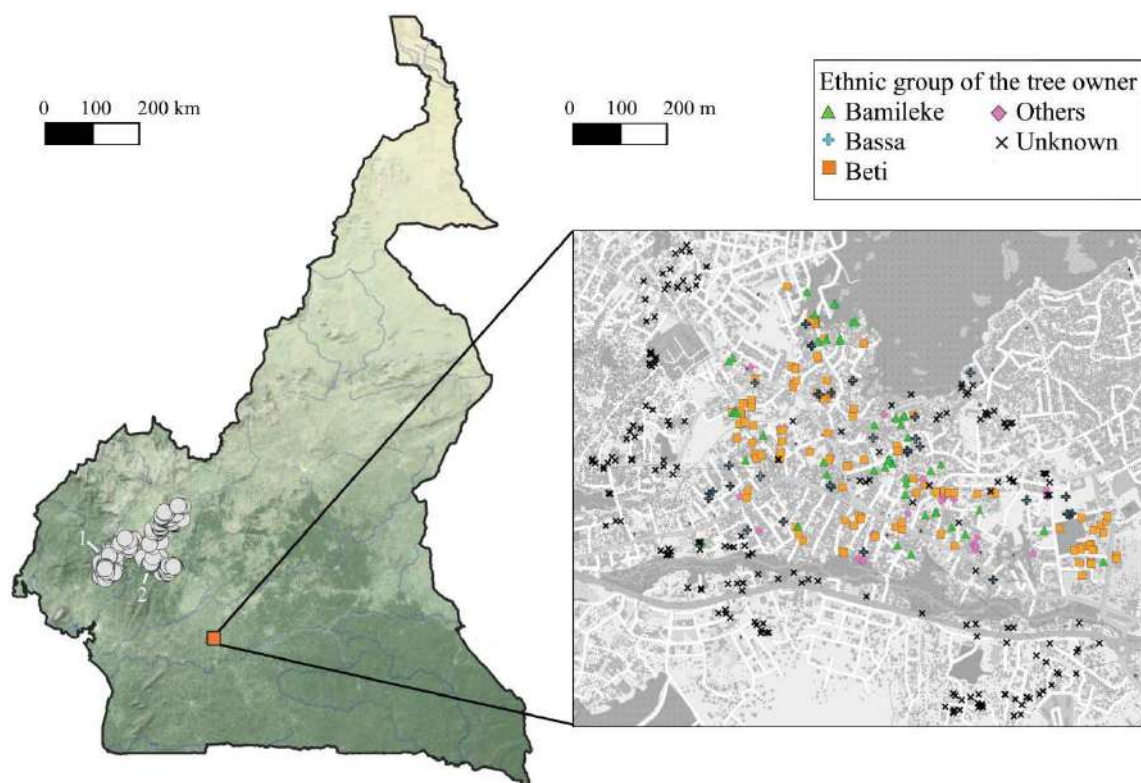 0 100 200 km
0 100 200 m
Ethnic group of the tree owner
Bamileke Others
Bassa Unknown
Beti
1
2